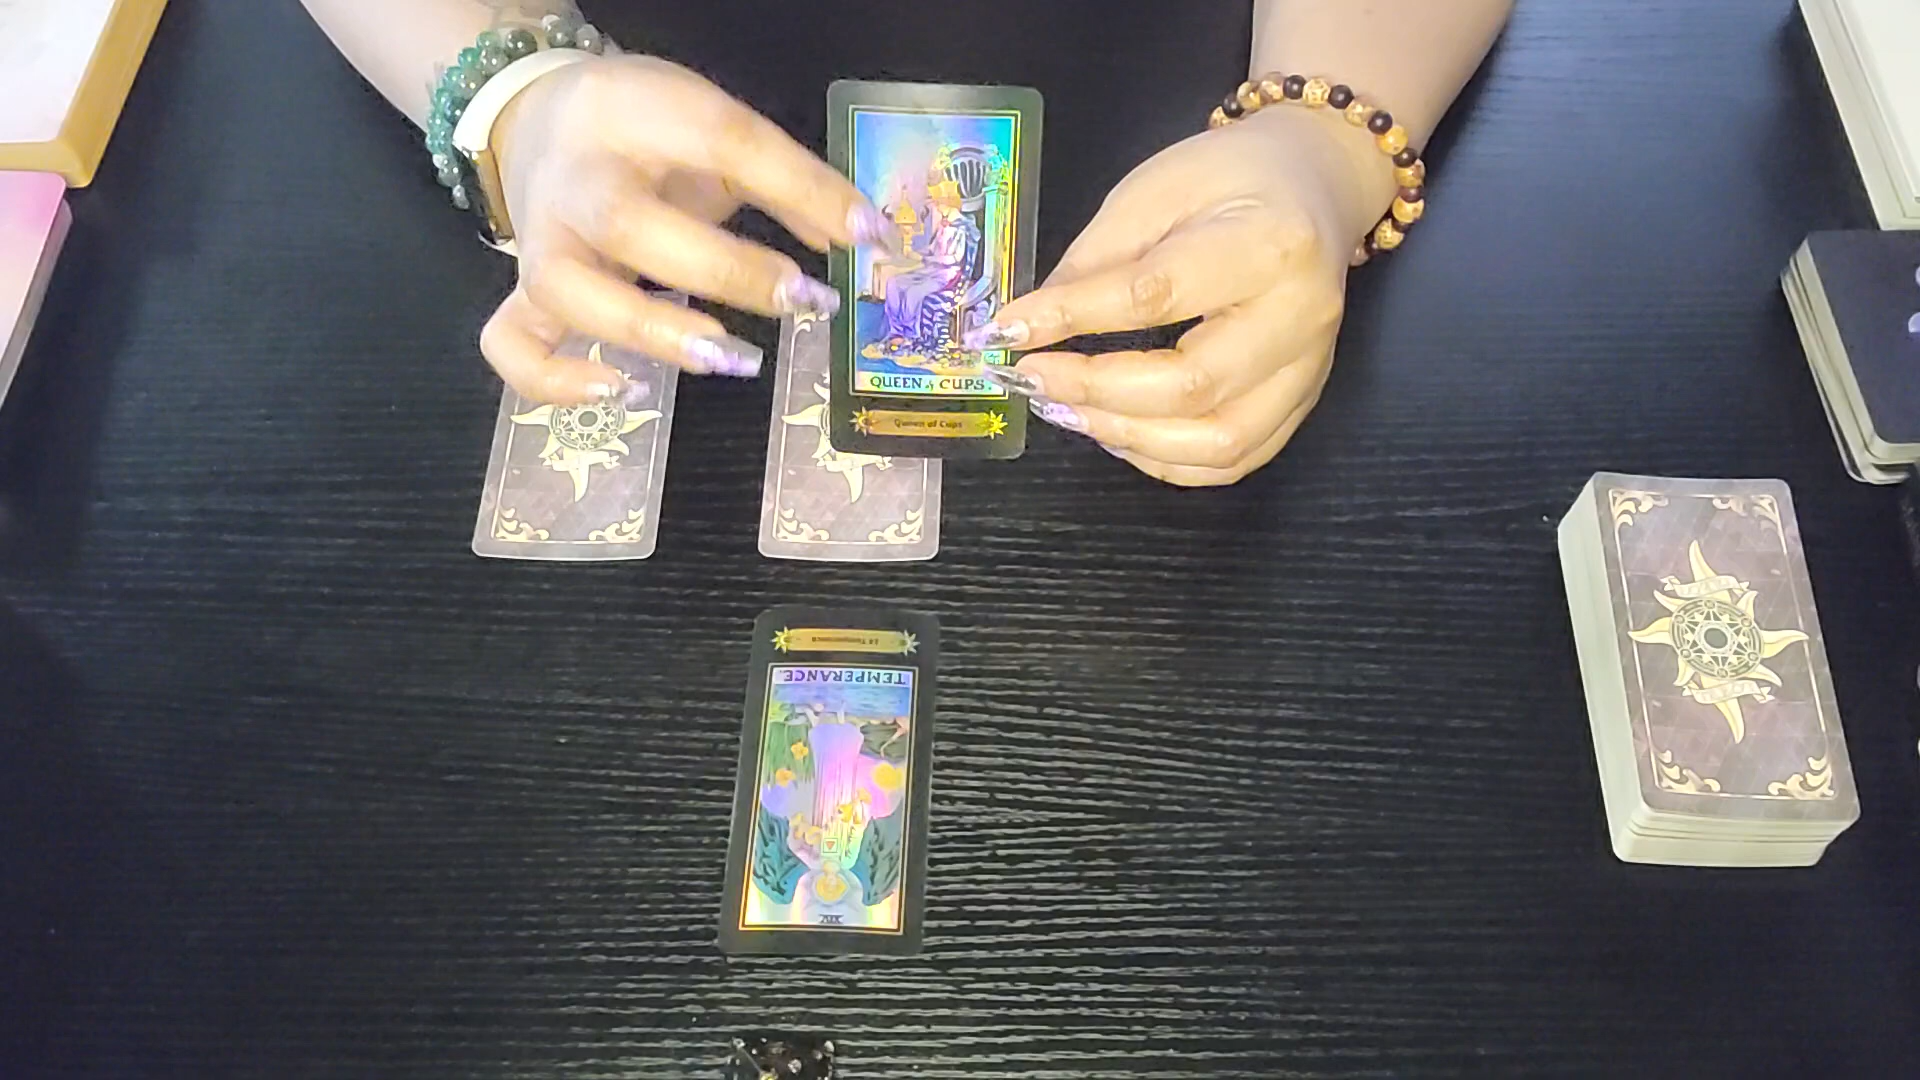 QUEEN of CUPS.
Queen of Cups
14 Temperance
TEMPERANCE.
XIV